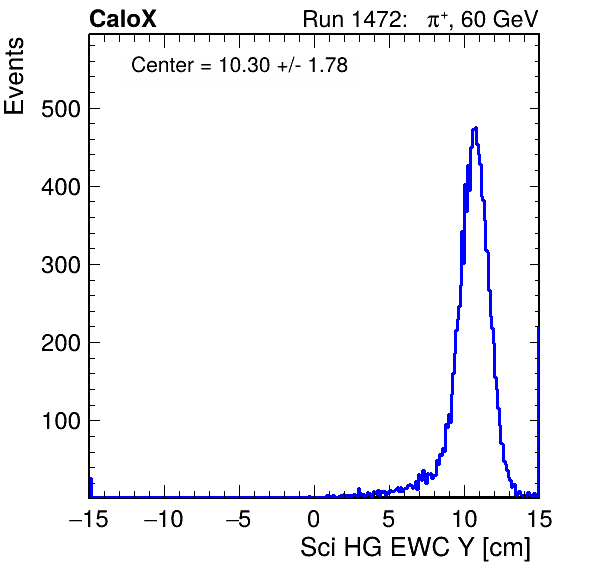 CaloX
Run 1472: π+, 60 GeV
Center = 10.30 +/- 1.78
Events
500
400
300
200
100
−15 −10 −5 0 5 10 15
Sci HG EWC Y [cm]